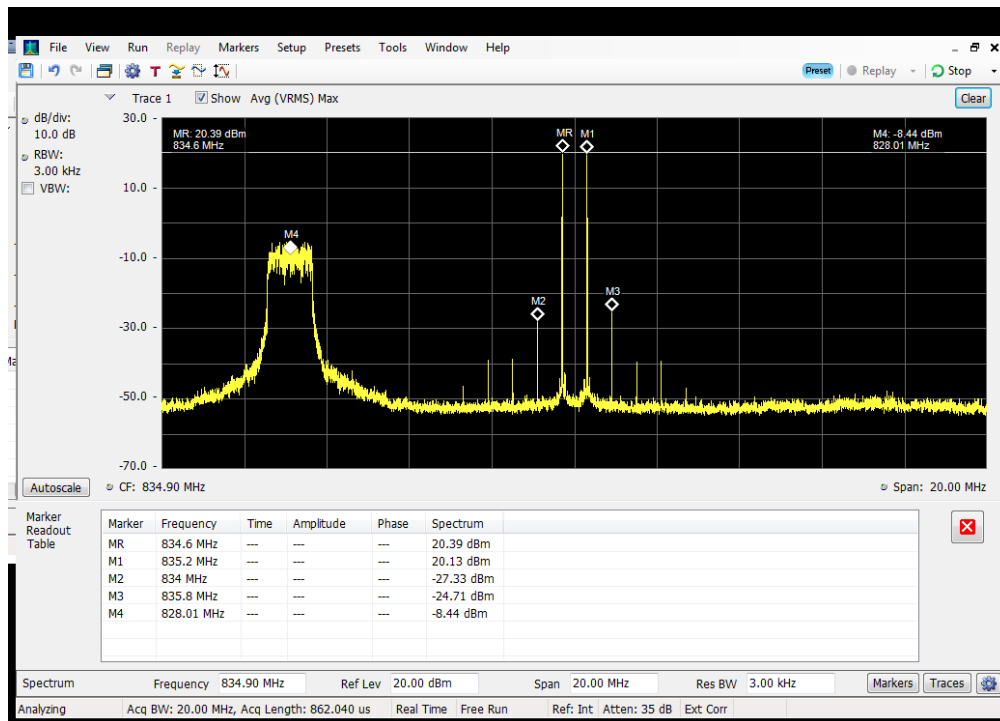 File View Run Replay Markers Setup Presets Tools Window Help
Preset Replay Stop
Trace 1 Show Avg (VRMS) Max Clear
dB/div:
10.0 dB
RBW:
3.00 kHz
VBW:
30.0 -
10.0 -
-10.0 -
-30.0 -
-50.0 -
-70.0 -
MR: 20.39 dBm
834.6 MHz
MR M1
M4: -8.44 dBm
828.01 MHz
M4
M2
M3
Autoscale CF: 834.90 MHz Span: 20.00 MHz
Marker
Readout
Table
Marker Frequency Time Amplitude Phase Spectrum
MR 834.6 MHz --- --- --- 20.39 dBm
M1 835.2 MHz --- --- --- 20.13 dBm
M2 834 MHz --- --- --- -27.33 dBm
M3 835.8 MHz --- --- --- -24.71 dBm
M4 828.01 MHz --- --- --- -8.44 dBm
Spectrum Frequency 834.90 MHz Ref Lev 20.00 dBm Span 20.00 MHz Res BW 3.00 kHz Markers Traces
Analyzing Acq BW: 20.00 MHz, Acq Length: 862.040 us Real Time Free Run Ref: Int Atten: 35 dB Ext Corr